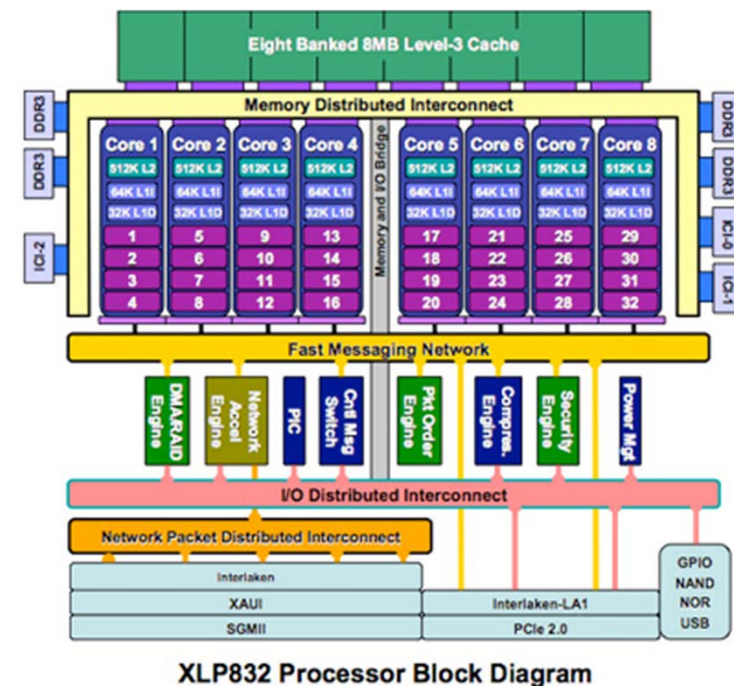 Eight Banked 8MB Level-3 Cache
Memory Distributed Interconnect
DDR3
DDR3
ICI-2
DDR3
DDR3
ICI-0
ICI-1
Core 1 Core 2 Core 3 Core 4
512K L2 512K L2 512K L2 512K L2
64K L1I 64K L1I 64K L1I 64K L1I
32K L1D 32K L1D 32K L1D 32K L1D
1 5 9 13
2 6 10 14
3 7 11 15
4 8 12 16
Memory and I/O Bridge
Core 5 Core 6 Core 7 Core 8
512K L2 512K L2 512K L2 512K L2
64K L1I 64K L1I 64K L1I 64K L1I
32K L1D 32K L1D 32K L1D 32K L1D
17 21 25 29
18 22 26 30
19 23 27 31
20 24 28 32
Fast Messaging Network
DMA/RAID
Engine
Network
Accel
Engine
PIC
Cntl Msg
Switch
Pkt Order
Engine
Compres.
Engine
Security
Engine
Power Mgt
I/O Distributed Interconnect
Network Packet Distributed Interconnect
Interlaken
XAUI
SGMII
Interlaken-LA1
PCIe 2.0
GPIO
NAND
NOR
USB
XLP832 Processor Block Diagram